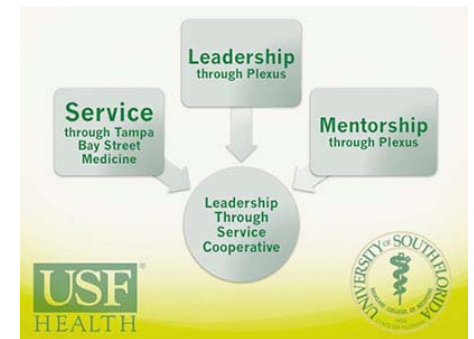 Leadership
through Plexus
Service
through Tampa
Bay Street
Medicine
Mentorship
through Plexus
Leadership
Through
Service
Cooperative
USF
HEALTH
UNIVERSITY of SOUTH FLORIDA